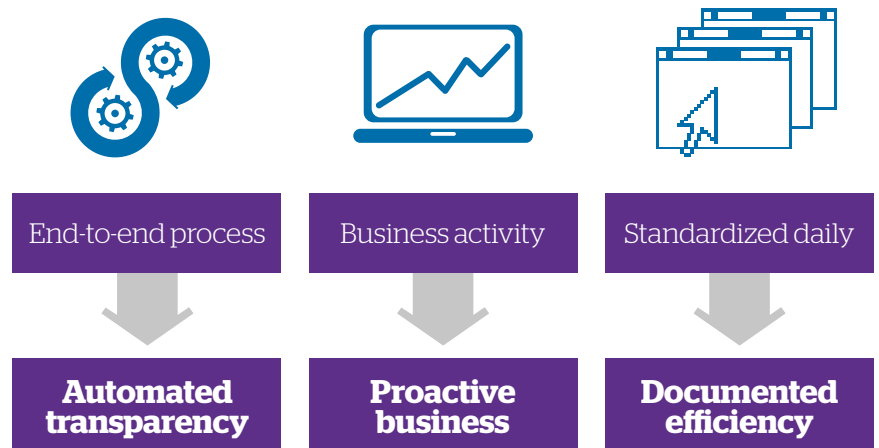 End-to-end process
Business activity
Standardized daily
Automated
transparency
Proactive
business
Documented
efficiency